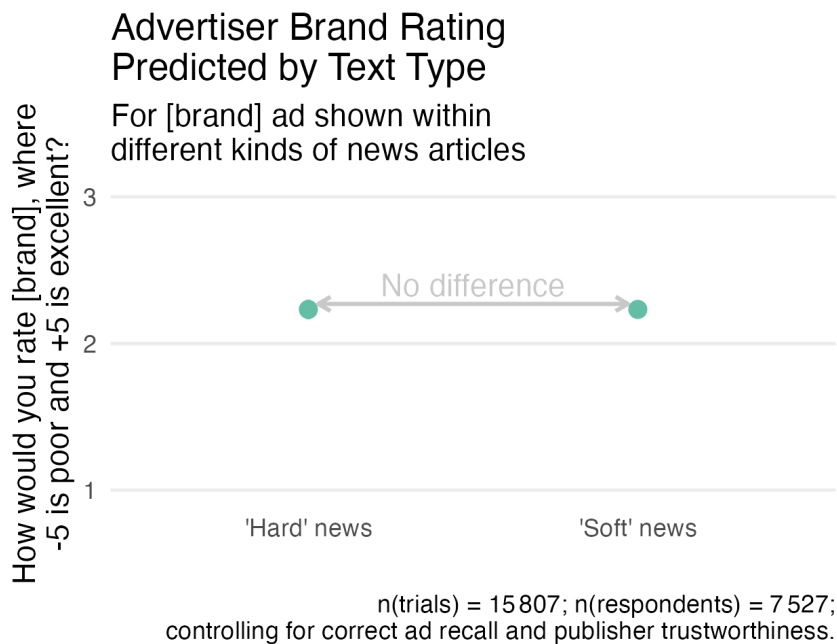 Advertiser Brand Rating
Predicted by Text Type
For [brand] ad shown within
different kinds of news articles
How would you rate [brand], where
-5 is poor and +5 is excellent?
3
2
1
No difference
'Hard' news
'Soft' news
n(trials) = 15 807; n(respondents) = 7 527;
controlling for correct ad recall and publisher trustworthiness.